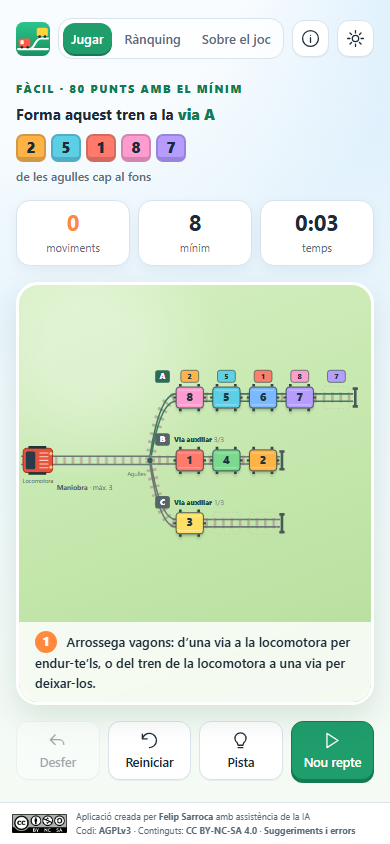 Jugar Rànquing Sobre el joc
FÀCIL · 80 PUNTS AMB EL MÍNIM
Forma aquest tren a la via A
2 5 1 8 7
de les agulles cap al fons
0 8 0:03
moviments mínim temps
A 2 5 1 8 7
8 5 6 7
B Via auxiliar 3/3
1 4 2
Locomotora
Agulles
Maniobra · màx. 3
C Via auxiliar 1/3
3
1 Arrossega vagons: d’una via a la locomotora per
endur-te’ls, o del tren de la locomotora a una via per
deixar-los.
Desfer Reiniciar Pista Nou repte
CC BY NC SA
Aplicació creada per Felip Sarroca amb assistència de la IA
Codi: AGPLv3 · Continguts: CC BY-NC-SA 4.0 · Suggeriments i errors